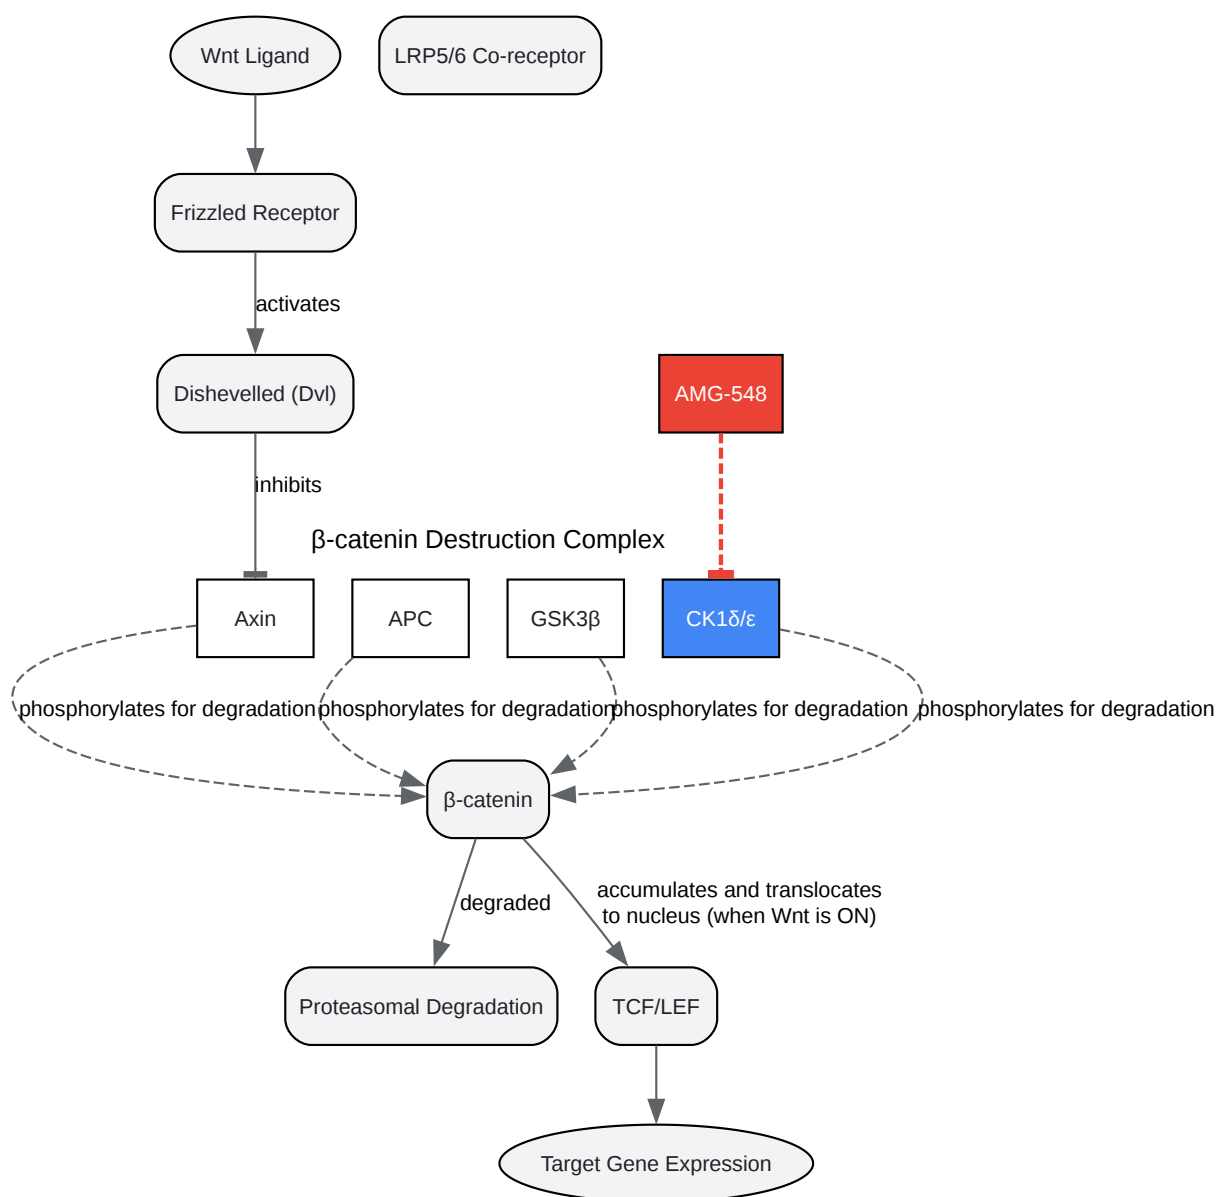 Wnt Ligand
LRP5/6 Co-receptor
Frizzled Receptor
activates
Dishevelled (Dvl)
AMG-548
inhibits
β-catenin Destruction Complex
Axin
APC
GSK3β
CK1δ/ε
phosphorylates for degradation
phosphorylates for degradation
phosphorylates for degradation
phosphorylates for degradation
β-catenin
degraded
accumulates and translocates
to nucleus (when Wnt is ON)
Proteasomal Degradation
TCF/LEF
Target Gene Expression